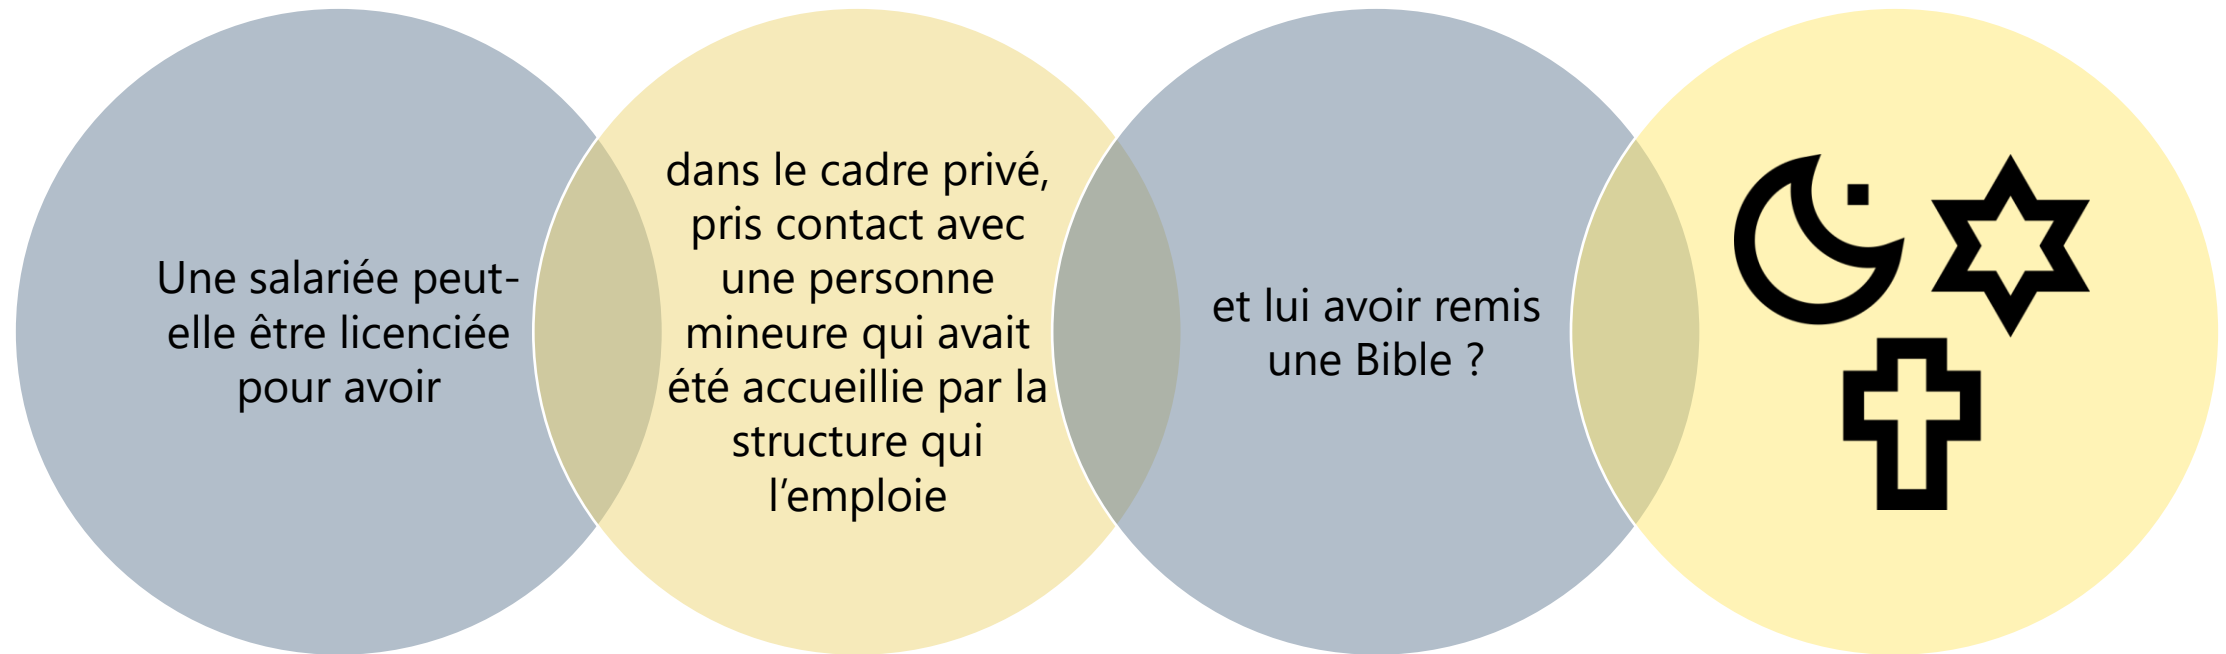 Une salariée peut-
elle être licenciée
pour avoir
dans le cadre privé,
pris contact avec
une personne
mineure qui avait
été accueillie par la
structure qui
l’emploie
et lui avoir remis
une Bible ?